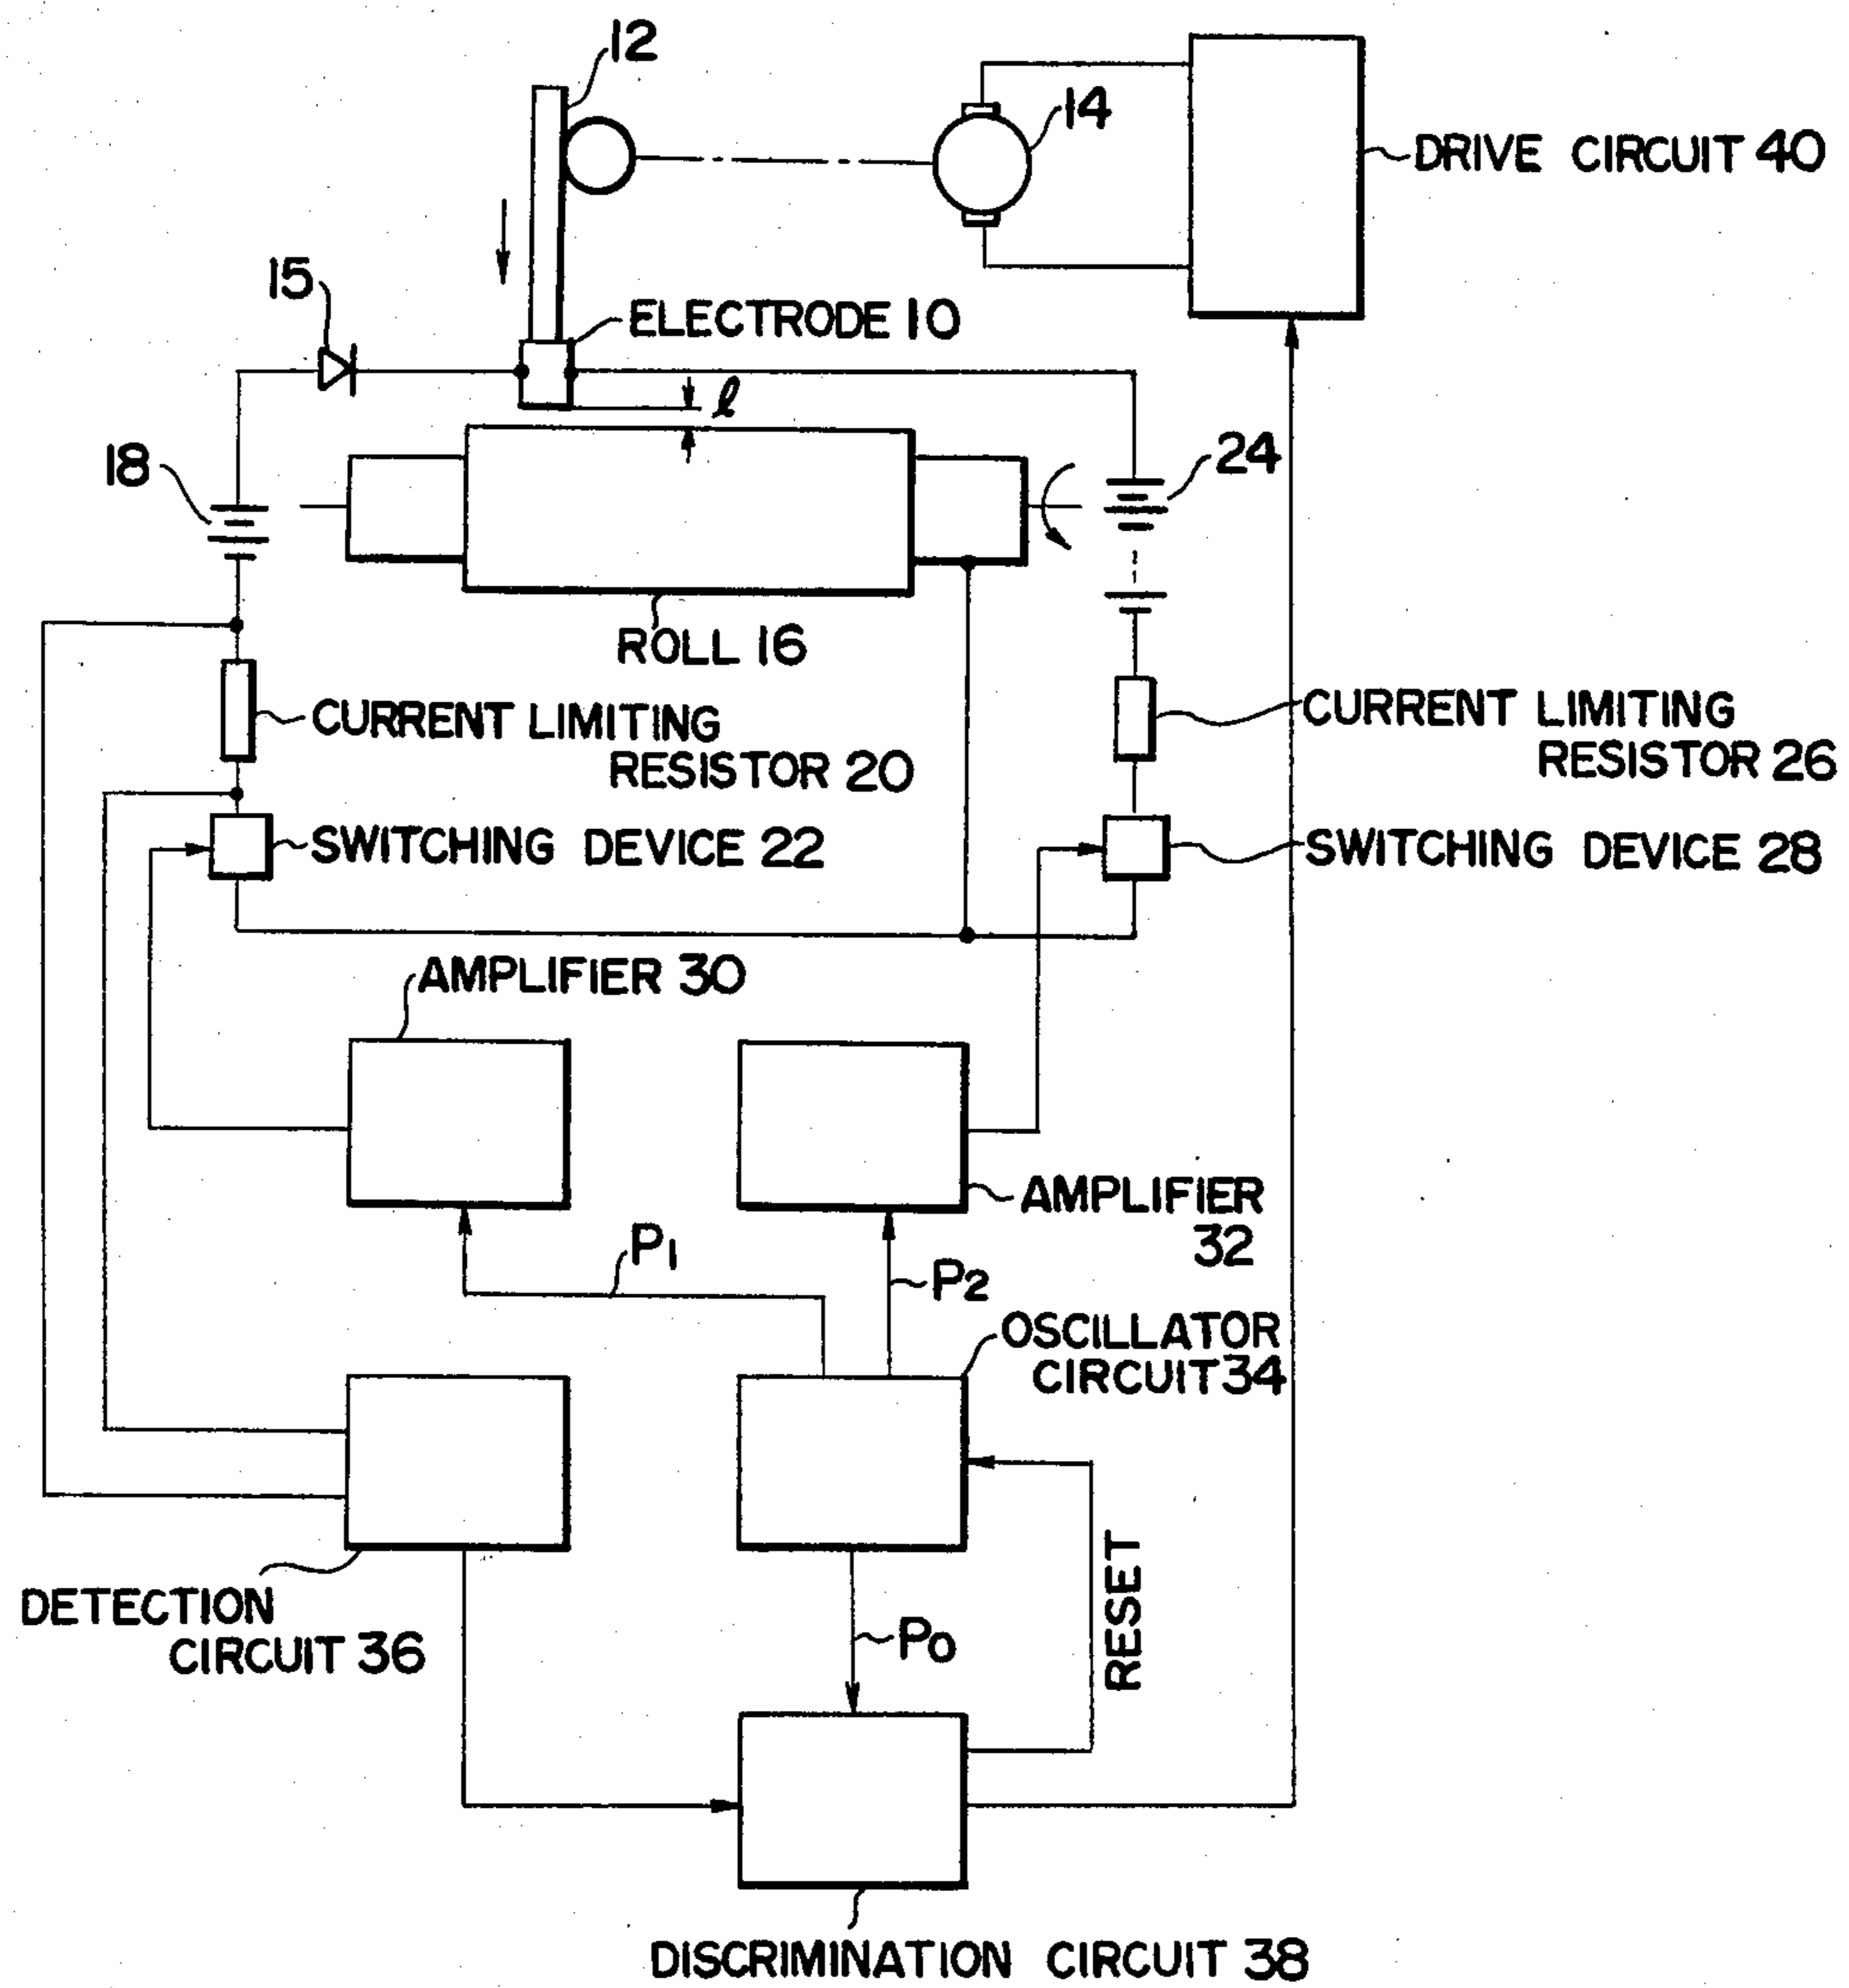 12
14
DRIVE CIRCUIT 40
15
ELECTRODE 10
ℓ
18
24
ROLL 16
CURRENT LIMITING
RESISTOR 20
CURRENT LIMITING
RESISTOR 26
SWITCHING DEVICE 22
SWITCHING DEVICE 28
AMPLIFIER 30
AMPLIFIER
32
P1
P2
OSCILLATOR
CIRCUIT 34
RESET
DETECTION
CIRCUIT 36
P0
DISCRIMINATION CIRCUIT 38